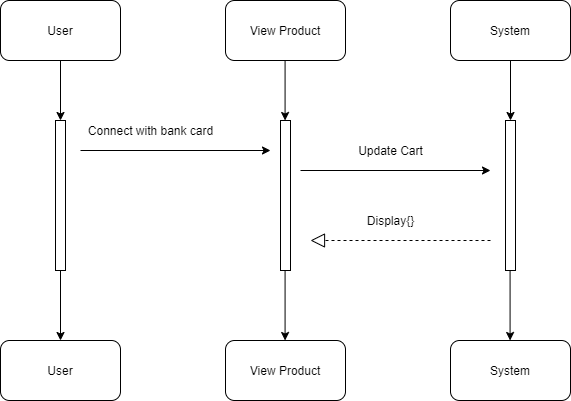 User
View Product
System
Connect with bank card
Update Cart
Display{}
User
View Product
System